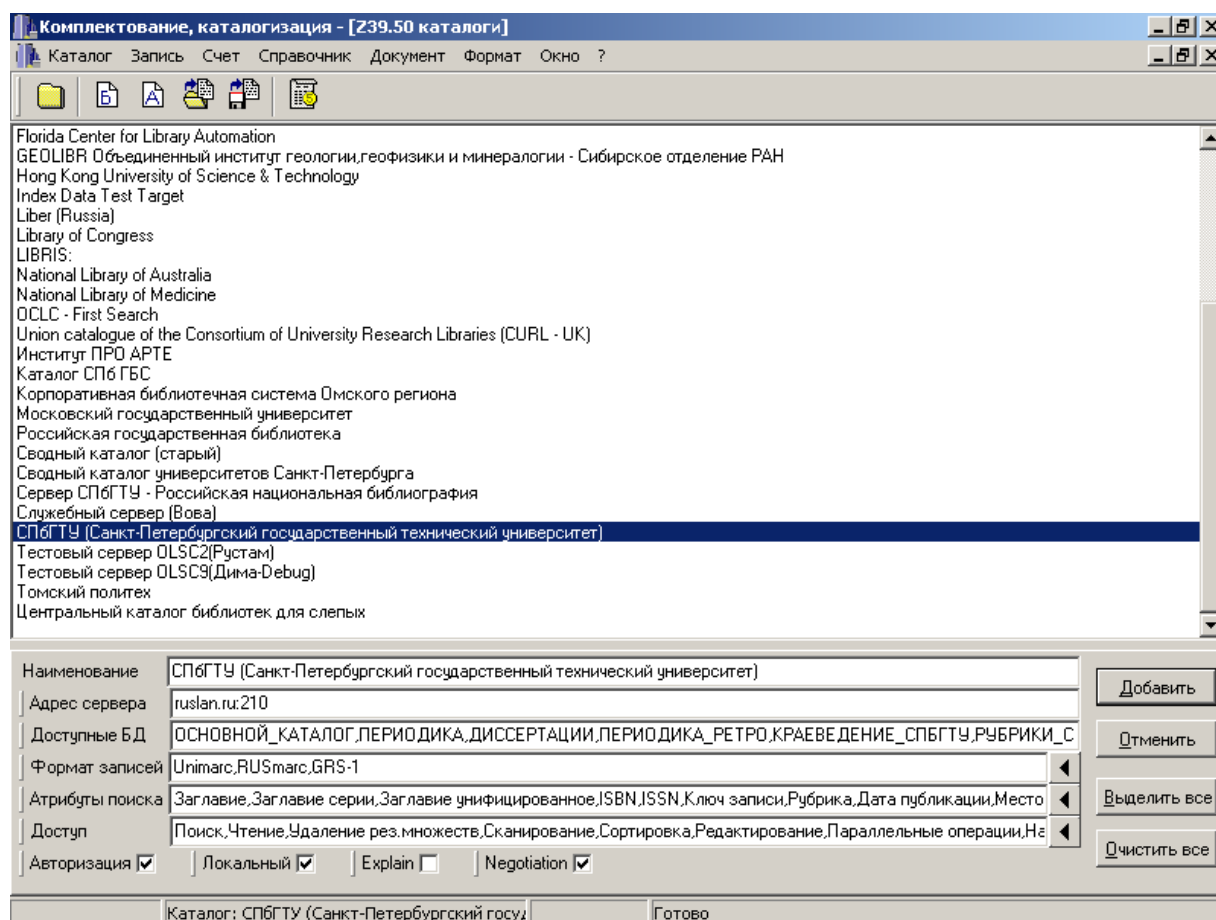 Комплектование, каталогизация - [Z39.50 каталоги]
Каталог Запись Счет Справочник Документ Формат Окно ?
Б А
Florida Center for Library Automation
GEOLIBR Объединенный институт геологии,геофизики и минералогии - Сибирское отделение РАН
Hong Kong University of Science & Technology
Index Data Test Target
Liber (Russia)
Library of Congress
LIBRIS:
National Library of Australia
National Library of Medicine
OCLC - First Search
Union catalogue of the Consortium of University Research Libraries (CURL - UK)
Институт ПРО АРТЕ
Каталог СПб ГБС
Корпоративная библиотечная система Омского региона
Московский государственный университет
Российская государственная библиотека
Сводный каталог (старый)
Сводный каталог университетов Санкт-Петербурга
Сервер СПбГТУ - Российская национальная библиография
Служебный сервер (Вова)
СПбГТУ (Санкт-Петербургский государственный технический университет)
Тестовый сервер OLSC2(Рустам)
Тестовый сервер OLSC9(Дима-Debug)
Томский политех
Центральный каталог библиотек для слепых
Наименование СПбГТУ (Санкт-Петербургский государственный технический университет)
Добавить
Адрес сервера ruslan.ru:210
Доступные БД ОСНОВНОЙ_КАТАЛОГ,ПЕРИОДИКА,ДИССЕРТАЦИИ,ПЕРИОДИКА_РЕТРО,КРАЕВЕДЕНИЕ_СПБГТУ,РУБРИКИ_С
Отменить
Формат записей Unimarc,RUSmarc,GRS-1
Атрибуты поиска Заглавие,Заглавие серии,Заглавие унифицированное,ISBN,ISSN,Ключ записи,Рубрика,Дата публикации,Место
Выделить все
Доступ Поиск,Чтение,Удаление рез.множеств,Сканирование,Сортировка,Редактирование,Параллельные операции,На
Очистить все
Авторизация Локальный Explain Negotiation
Каталог: СПбГТУ (Санкт-Петербургский госуд Готово